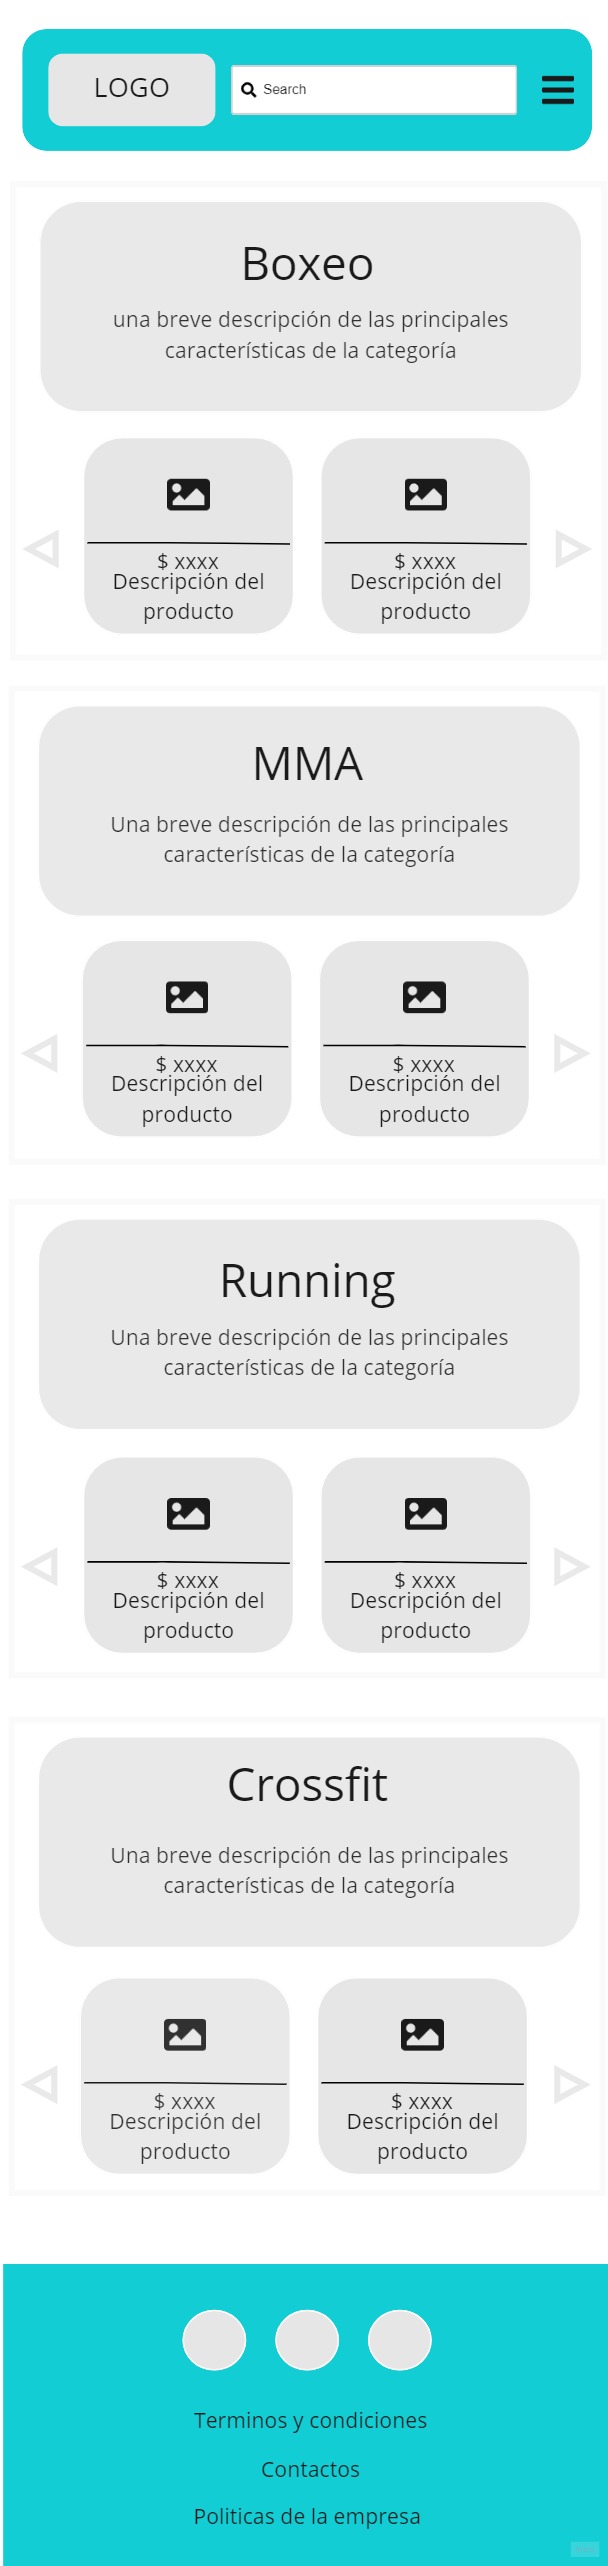 LOGO
Search
Boxeo
una breve descripción de las principales
características de la categoría
$ xxxx
Descripción del
producto
$ xxxx
Descripción del
producto
MMA
Una breve descripción de las principales
características de la categoría
$ xxxx
Descripción del
producto
$ xxxx
Descripción del
producto
Running
Una breve descripción de las principales
características de la categoría
$ xxxx
Descripción del
producto
$ xxxx
Descripción del
producto
Crossfit
Una breve descripción de las principales
características de la categoría
$ xxxx
Descripción del
producto
$ xxxx
Descripción del
producto
Terminos y condiciones
Contactos
Politicas de la empresa